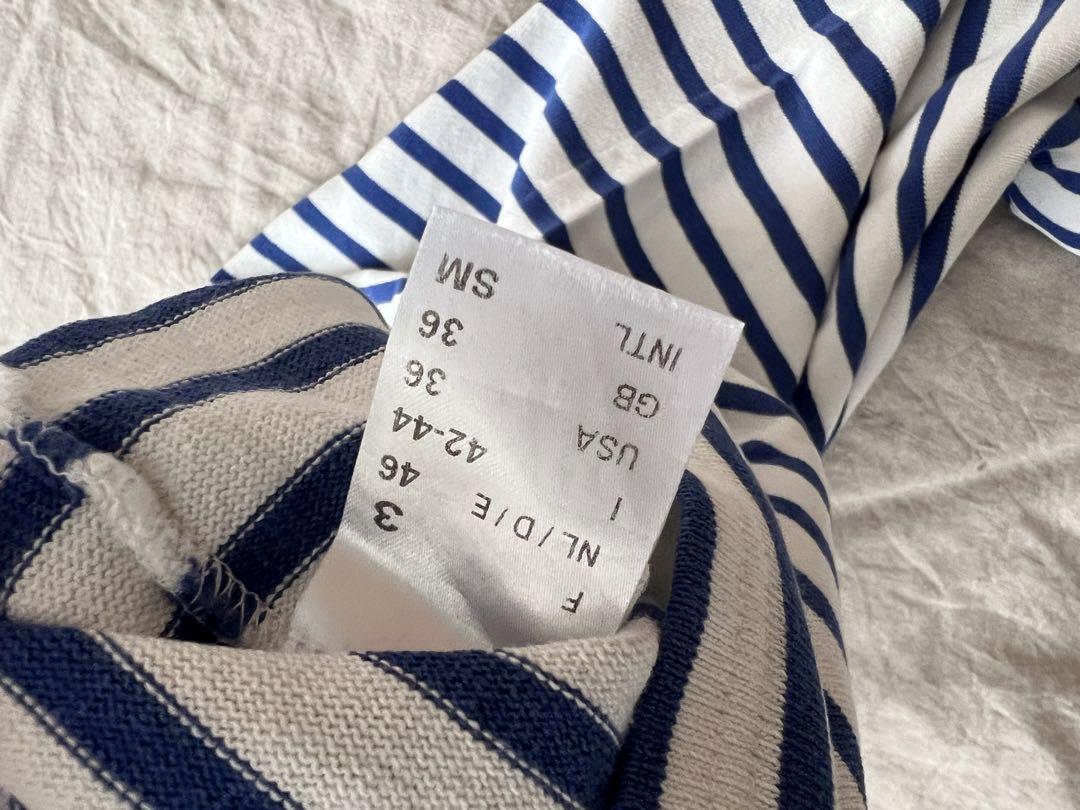 F 3
NL/D/E 46
I 42-44
USA 36
GB 36
INTL SM